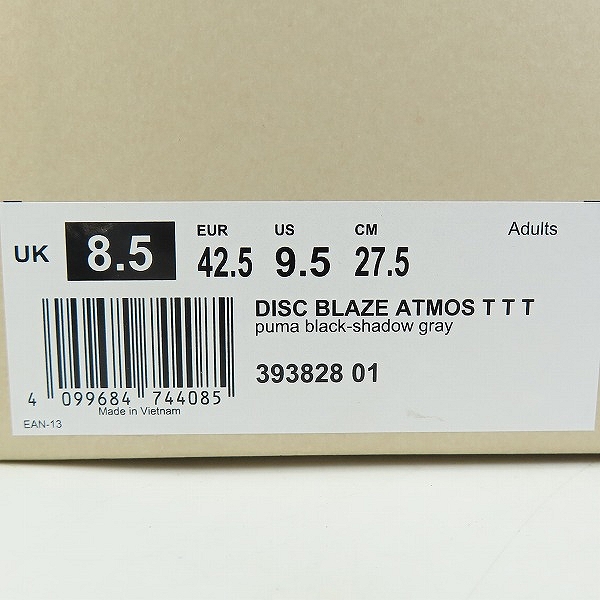 EUR US CM Adults
UK 8.5 42.5 9.5 27.5
DISC BLAZE ATMOS T T T
puma black-shadow gray
393828 01
4 099684 744085
Made in Vietnam
EAN-13